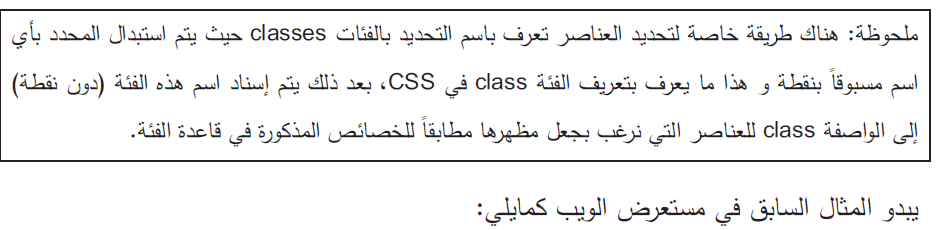 ملحوظة: هناك طريقة خاصة لتحديد العناصر تعرف باسم التحديد بالفئات classes حيث يتم استبدال المحدد بأي
اسم مسبوقاً بنقطة و هذا ما يعرف بتعريف الفئة class في CSS، بعد ذلك يتم إسناد اسم هذه الفئة (دون نقطة)
إلى الواصفة class للعناصر التي نرغب بجعل مظهرها مطابقاً للخصائص المذكورة في قاعدة الفئة.
يبدو المثال السابق في مستعرض الويب كمايلي: